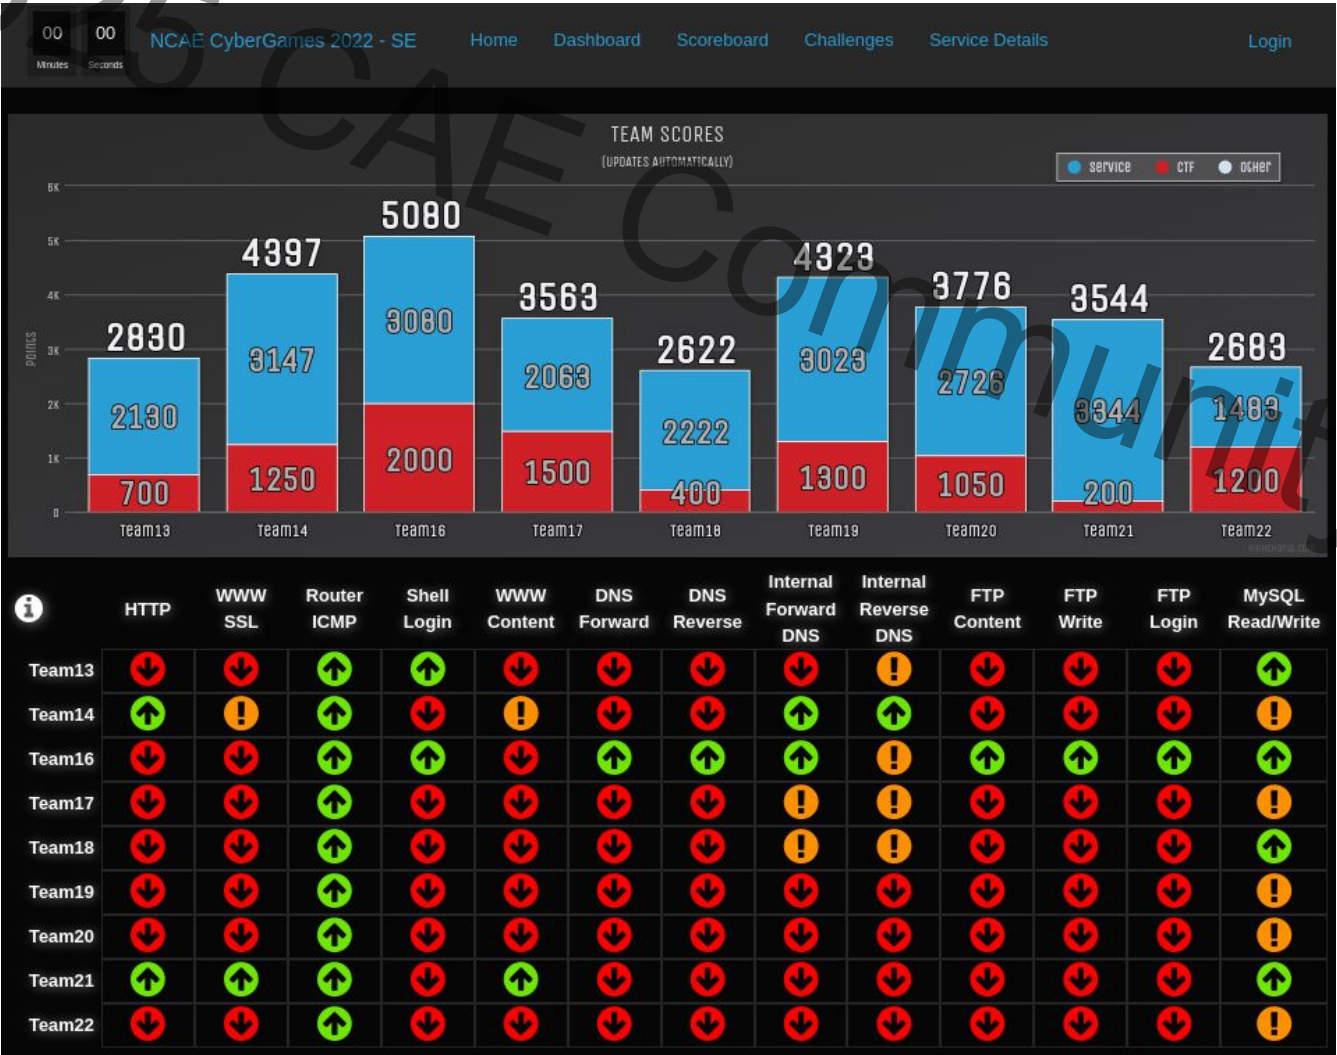 00 00 NCAE CyberGames 2022 - SE Home Dashboard Scoreboard Challenges Service Details Login
Minutes Seconds
CAE Community
TEAM SCORES
(UPDATES AUTOMATICALLY)
Service CTF Other
POINTS
6K
5K
4K
3K
2K
1K
0
2830 4397 5080 3563 2622 4323 3776 3544 2683
2130 3147 3080 2063 2222 3023 2726 3344 1483
700 1250 2000 1500 400 1300 1050 200 1200
Team13 Team14 Team16 Team17 Team18 Team19 Team20 Team21 Team22
HTTP
WWW
SSL
Router
ICMP
Shell
Login
WWW
Content
DNS
Forward
DNS
Reverse
Internal
Forward
DNS
Internal
Reverse
DNS
FTP
Content
FTP
Write
FTP
Login
MySQL
Read/Write
Team13
Team14
Team16
Team17
Team18
Team19
Team20
Team21
Team22